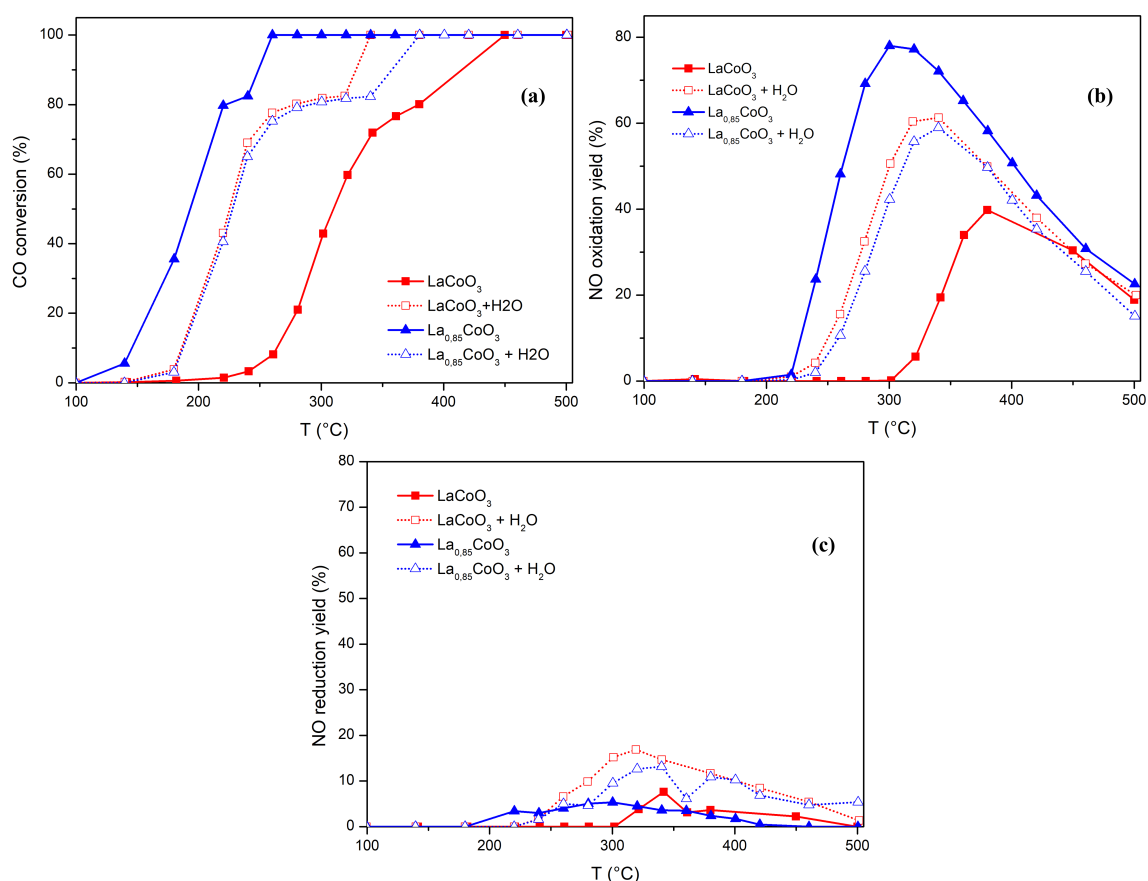 100
80
60
40
20
0
CO conversion (%)
(a)
LaCoO₃
LaCoO₃+H2O
La₀,₈₅CoO₃
La₀,₈₅CoO₃ + H2O
100
200
300
400
500
T (°C)
80
60
40
20
0
NO oxidation yield (%)
LaCoO₃
LaCoO₃ + H₂O
La₀,₈₅CoO₃
La₀,₈₅CoO₃ + H₂O
(b)
100
200
300
400
500
T (°C)
80
70
60
50
40
30
20
10
0
NO reduction yield (%)
LaCoO₃
LaCoO₃ + H₂O
La₀,₈₅CoO₃
La₀,₈₅CoO₃ + H₂O
(c)
100
200
300
400
500
T (°C)